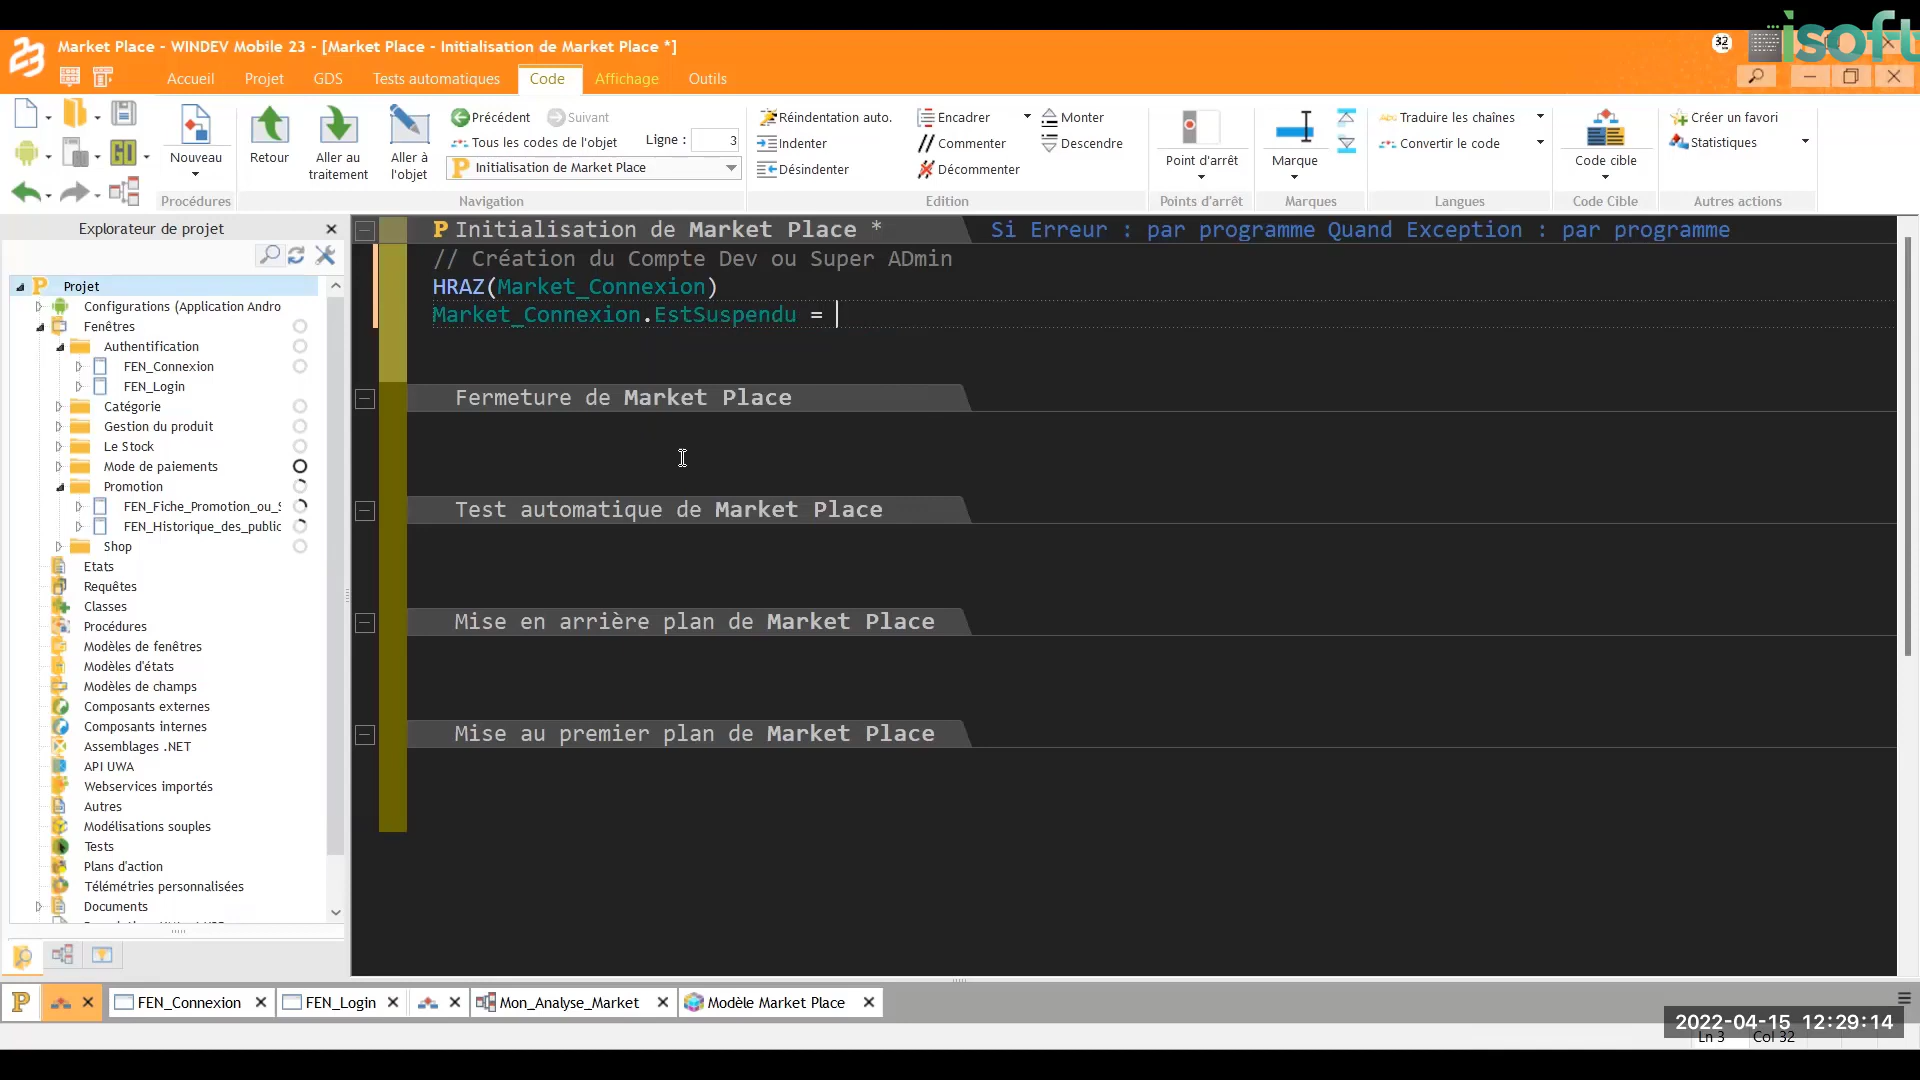 isoft
Market Place - WINDEV Mobile 23 - [Market Place - Initialisation de Market Place *]
32
Accueil Projet GDS Tests automatiques Code Affichage Outils
Nouveau
Procédures
Retour
Aller au traitement
Aller à l'objet
Précédent Suivant
Tous les codes de l'objet Ligne : 3
Initialisation de Market Place
Navigation
Réindentation auto.
Indenter
Désindenter
Encadrer
Commenter
Décommenter
Monter
Descendre
Edition
Point d'arrêt
Points d'arrêt
Marque
Marques
Traduire les chaînes
Convertir le code
Langues
Code cible
Code Cible
Créer un favori
Statistiques
Autres actions
Explorateur de projet
Projet
Configurations (Application Andro
Fenêtres
Authentification
FEN_Connexion
FEN_Login
Catégorie
Gestion du produit
Le Stock
Mode de paiements
Promotion
FEN_Fiche_Promotion_ou_S
FEN_Historique_des_public
Shop
Etats
Requêtes
Classes
Procédures
Modèles de fenêtres
Modèles d'états
Modèles de champs
Composants externes
Composants internes
Assemblages .NET
API UWA
Webservices importés
Autres
Modélisations souples
Tests
Plans d'action
Télémétries personnalisées
Documents
Initialisation de Market Place * Si Erreur : par programme Quand Exception : par programme
// Création du Compte Dev ou Super ADmin
HRAZ(Market_Connexion)
Market_Connexion.EstSuspendu =
Fermeture de Market Place
Test automatique de Market Place
Mise en arrière plan de Market Place
Mise au premier plan de Market Place
FEN_Connexion FEN_Login Mon_Analyse_Market Modèle Market Place
2022-04-15 12:29:14
Ln 3 Col 32